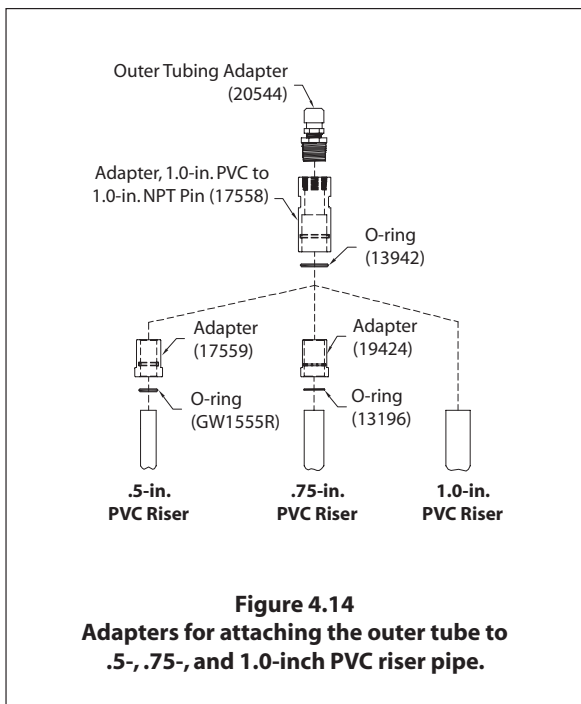 Outer Tubing Adapter
(20544)
Adapter, 1.0-in. PVC to
1.0-in. NPT Pin (17558)
O-ring
(13942)
Adapter
(17559)
Adapter
(19424)
O-ring
(GW1555R)
O-ring
(13196)
.5-in.
PVC Riser
.75-in.
PVC Riser
1.0-in.
PVC Riser
Figure 4.14
Adapters for attaching the outer tube to
.5-, .75-, and 1.0-inch PVC riser pipe.